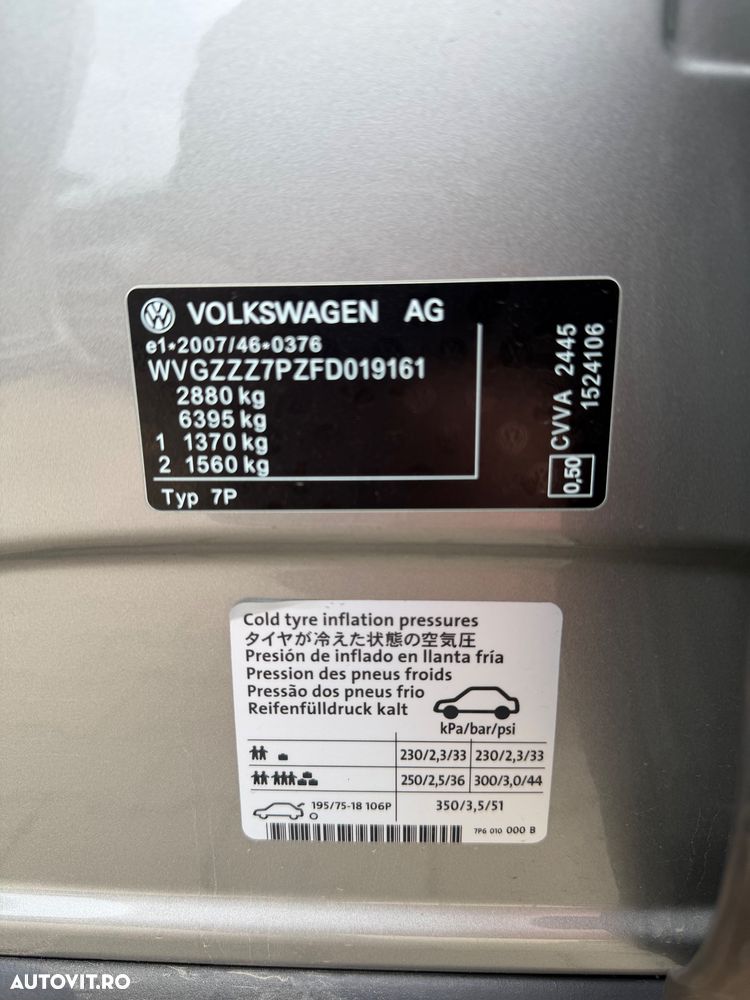 VOLKSWAGEN AG
e1*2007/46*0376
WVGZZZ7PZFD019161
2880 kg
6395 kg
1 1370 kg
2 1560 kg
Typ 7P
CVVA 2445
1524106
0,50
Cold tyre inflation pressures
タイヤが冷えた状態の空気圧
Presión de inflado en llanta fría
Pression des pneus froids
Pressão dos pneus frio
Reifenfülldruck kalt
kPa/bar/psi
230/2,3/33 230/2,3/33
250/2,5/36 300/3,0/44
195/75-18 106P 350/3,5/51
7P6 010 000 B
AUTOVIT.RO